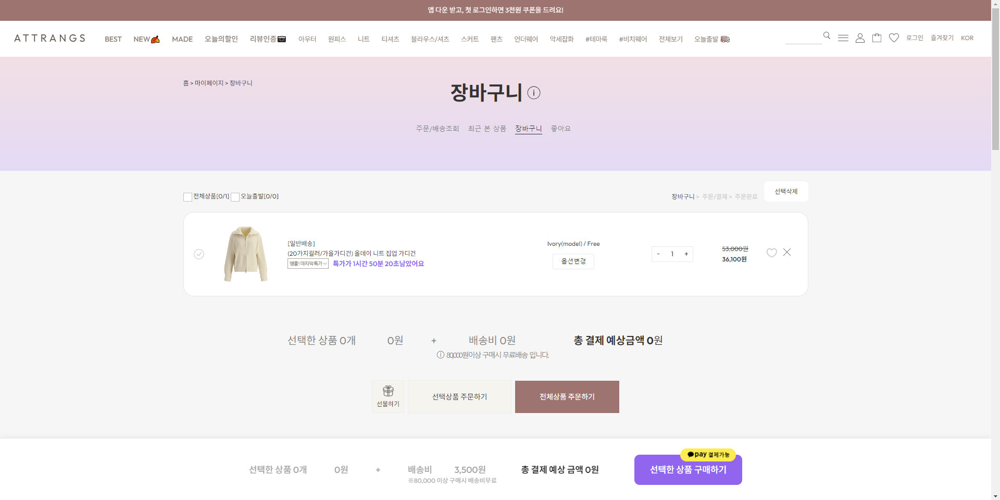 앱 다운 받고, 첫 로그인하면 3천원 쿠폰을 드려요!
ATTRANGS BEST NEW MADE 오늘의할인 리뷰인증 아우터 원피스 니트 티셔츠 블라우스/셔츠 스커트 팬츠 언더웨어 악세잡화 #테마룩 #비치웨어 전체보기 오늘출발 로그인 즐겨찾기 KOR
홈 > 마이페이지 > 장바구니
장바구니
주문/배송조회 최근 본 상품 장바구니 좋아요
전체상품[0/1] 오늘출발[0/0] 장바구니 > 주문/결제 > 주문완료 선택삭제
[일반배송]
(20가지컬러/가을가디건) 올데이 니트 집업 가디건
앵콜! 마지막특가 특가가 1시간 50분 20초남았어요
Ivory(model) / Free
옵션변경
- 1 +
53,000원
36,100원
선택한 상품 0개 0원 + 배송비 0원 총 결제 예상금액 0원
80,000원이상 구매시 무료배송 입니다.
선물하기 선택상품 주문하기 전체상품 주문하기
선택한 상품 0개 0원 + 배송비 3,500원 총 결제 예상 금액 0원
※80,000 이상 구매시 배송비무료
pay 결제가능
선택한 상품 구매하기